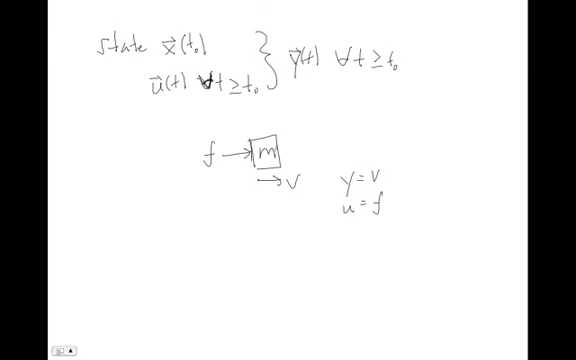 state x⃗(t₀)
u⃗(t) ∀t ≥ t₀ } y⃗(t) ∀t ≥ t₀
f → m
→ v
y = v
u = f